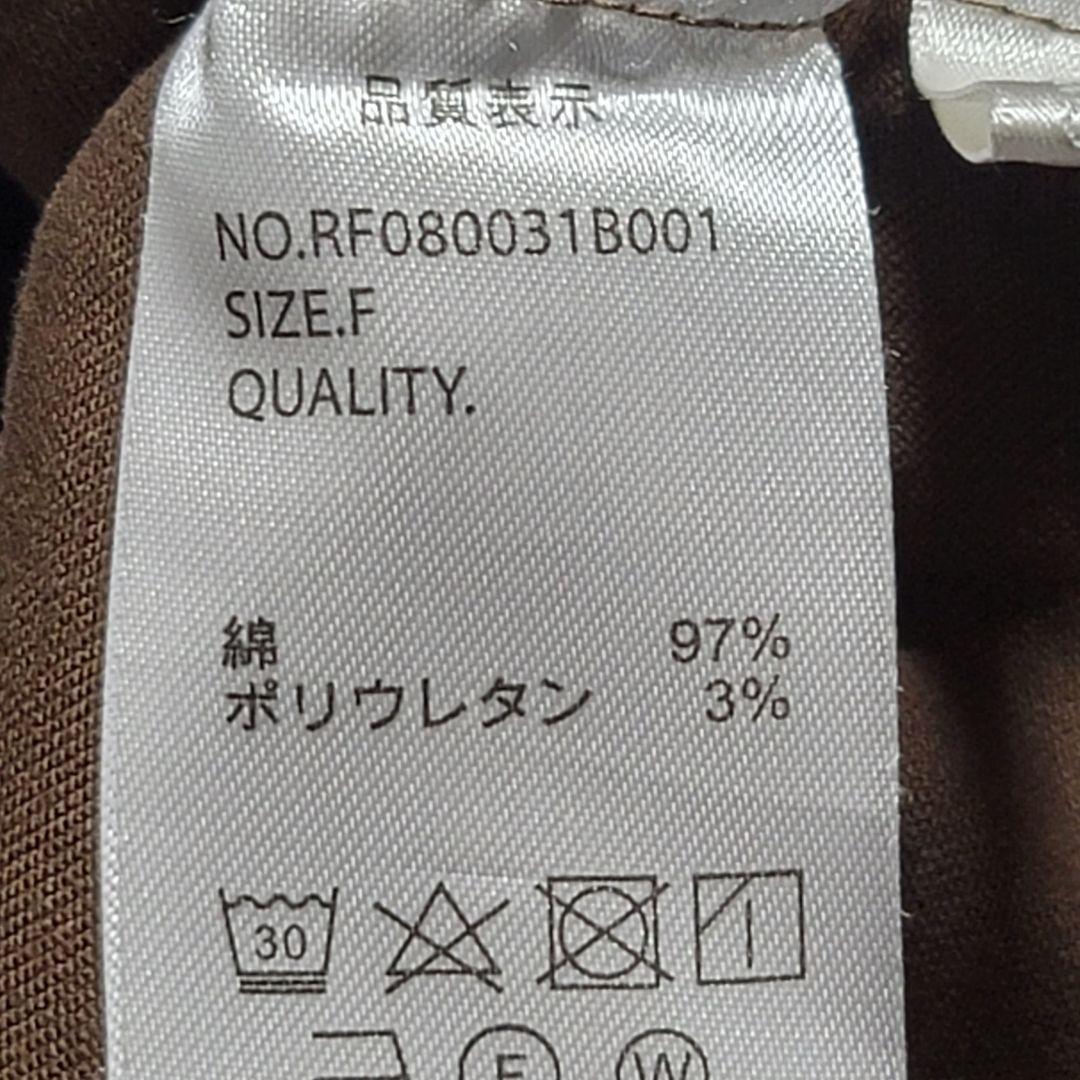 品質表示
NO.RF080031B001
SIZE.F
QUALITY.
綿 97%
ポリウレタン 3%
30
F W